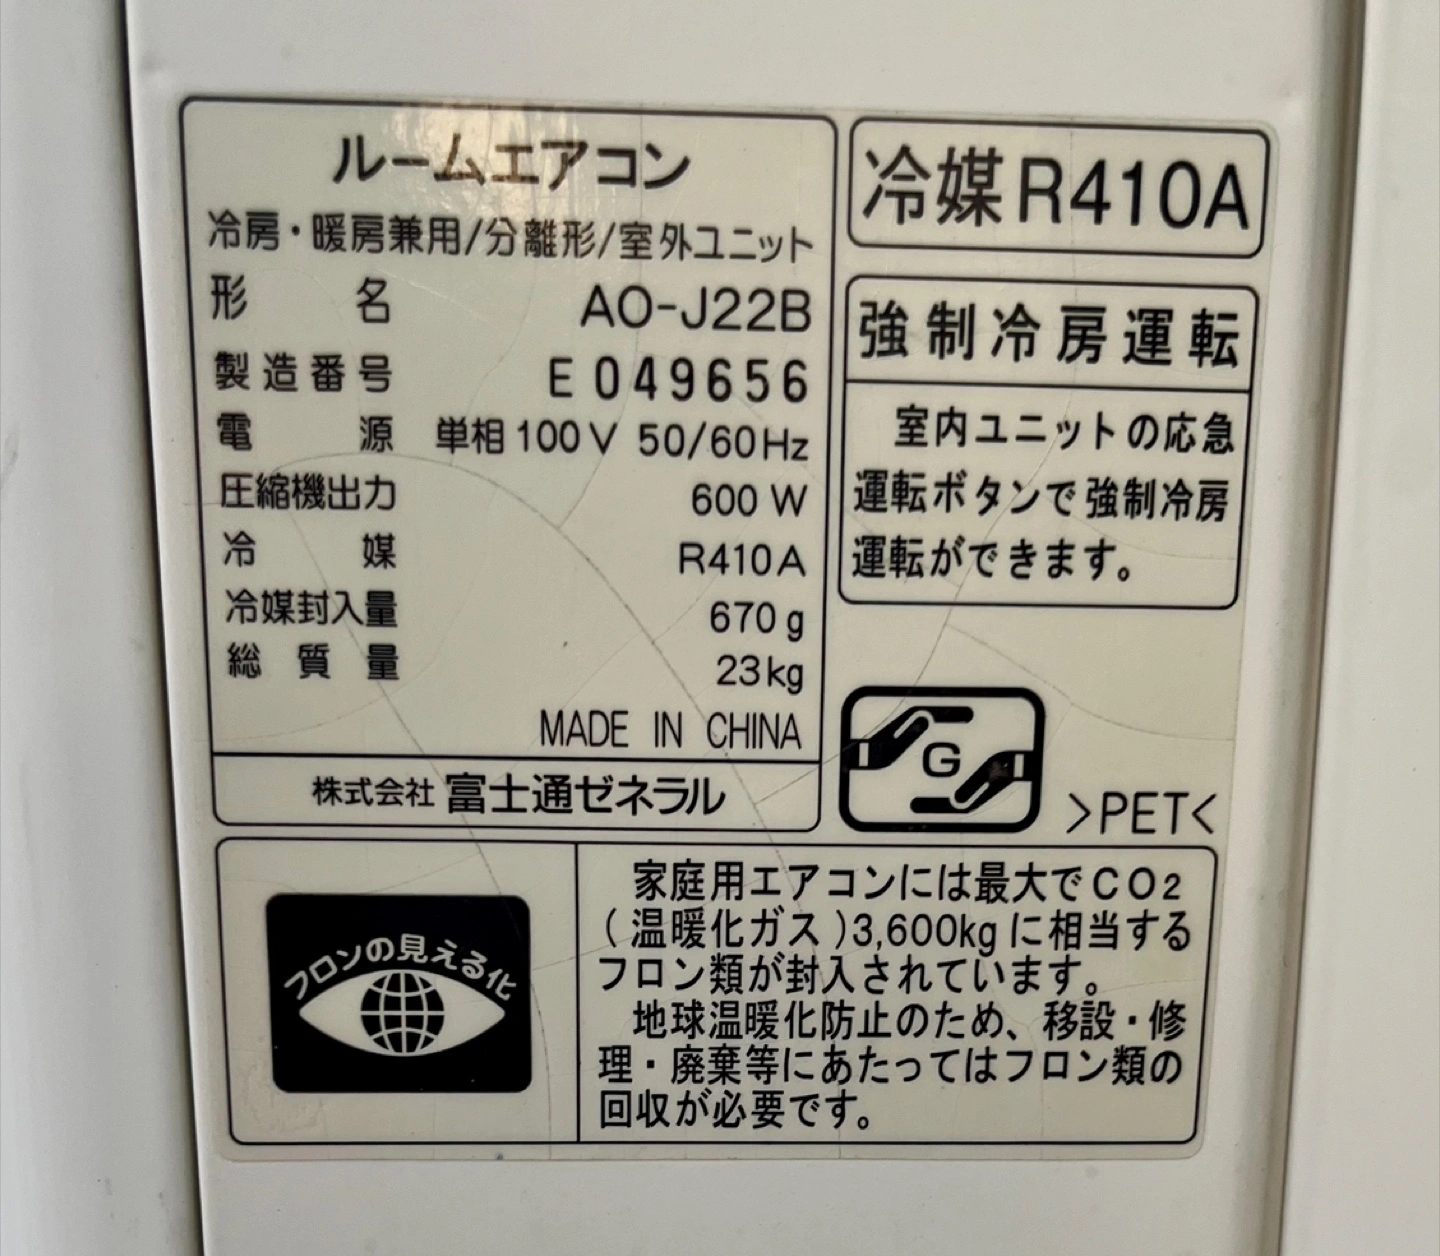 ルームエアコン
冷房・暖房兼用/分離形/室外ユニット
形名 AO-J22B
製造番号 E049656
電源 単相100V 50/60Hz
圧縮機出力 600W
冷媒 R410A
冷媒封入量 670g
総質量 23kg
MADE IN CHINA
株式会社 富士通ゼネラル
冷媒R410A
強制冷房運転
室内ユニットの応急
運転ボタンで強制冷房
運転ができます。
G
>PET<
フロンの見える化
家庭用エアコンには最大でCO2
(温暖化ガス)3,600kgに相当する
フロン類が封入されています。
地球温暖化防止のため、移設・修
理・廃棄等にあたってはフロン類の
回収が必要です。